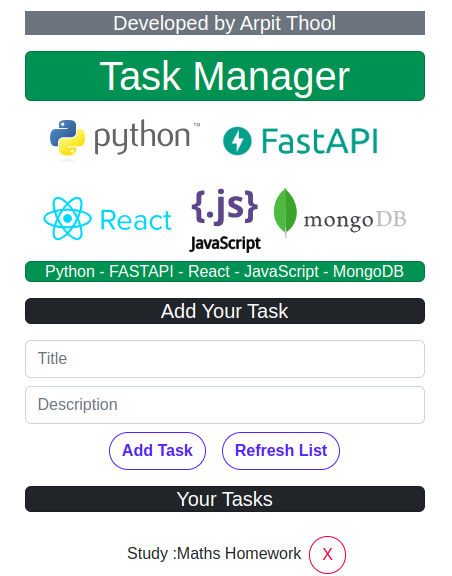 Developed by Arpit Thool
Task Manager
python™ FastAPI
React {.js} JavaScript mongoDB
Python - FASTAPI - React - JavaScript - MongoDB
Add Your Task
Title
Description
Add Task Refresh List
Your Tasks
Study :Maths Homework X